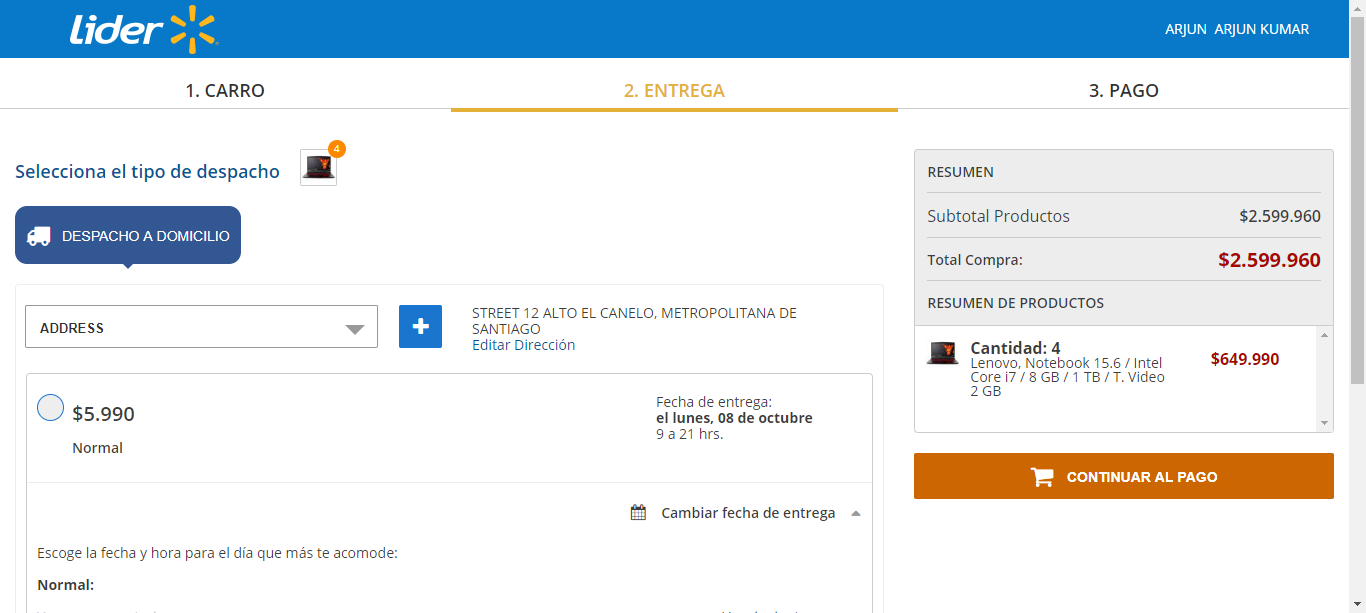 Lider
ARJUN ARJUN KUMAR
1. CARRO
2. ENTREGA
3. PAGO
Selecciona el tipo de despacho
4
DESPACHO A DOMICILIO
ADDRESS
STREET 12 ALTO EL CANELO, METROPOLITANA DE
SANTIAGO
Editar Dirección
$5.990
Normal
Fecha de entrega:
el lunes, 08 de octubre
9 a 21 hrs.
Cambiar fecha de entrega
Escoge la fecha y hora para el día que más te acomode:
Normal:
RESUMEN
Subtotal Productos
$2.599.960
Total Compra:
$2.599.960
RESUMEN DE PRODUCTOS
Cantidad: 4
Lenovo, Notebook 15.6 / Intel
Core i7 / 8 GB / 1 TB / T. Video
2 GB
$649.990
CONTINUAR AL PAGO